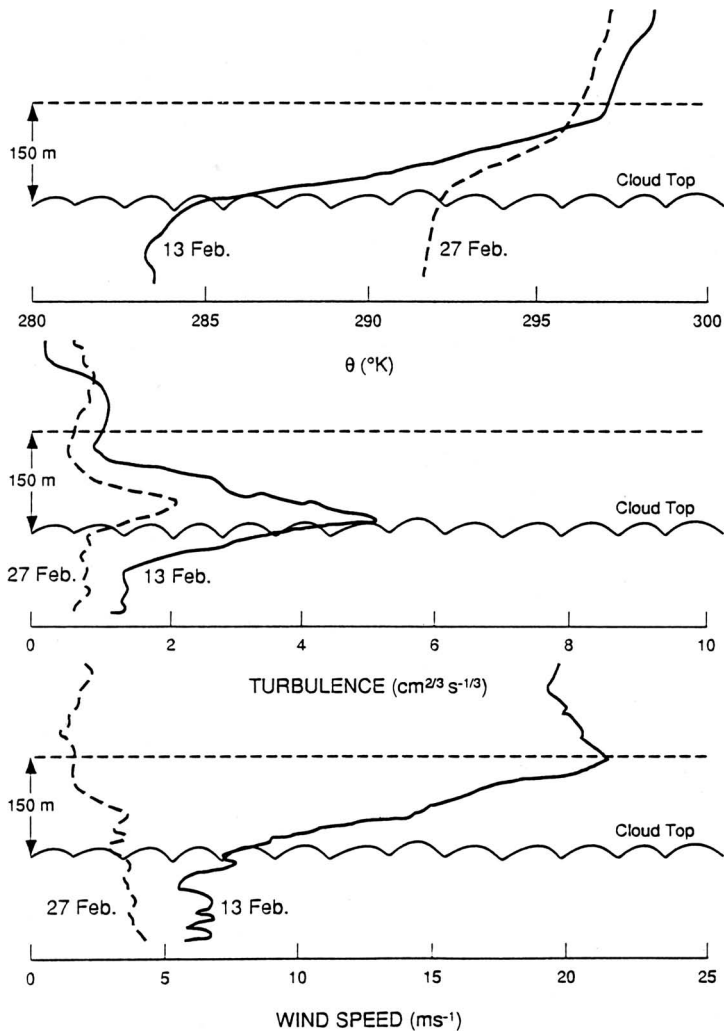 150 m
Cloud Top
13 Feb.
27 Feb.
280 285 290 295 300
θ (°K)
150 m
Cloud Top
27 Feb.
13 Feb.
0 2 4 6 8 10
TURBULENCE (cm2/3 s-1/3)
150 m
Cloud Top
27 Feb.
13 Feb.
0 5 10 15 20 25
WIND SPEED (ms-1)